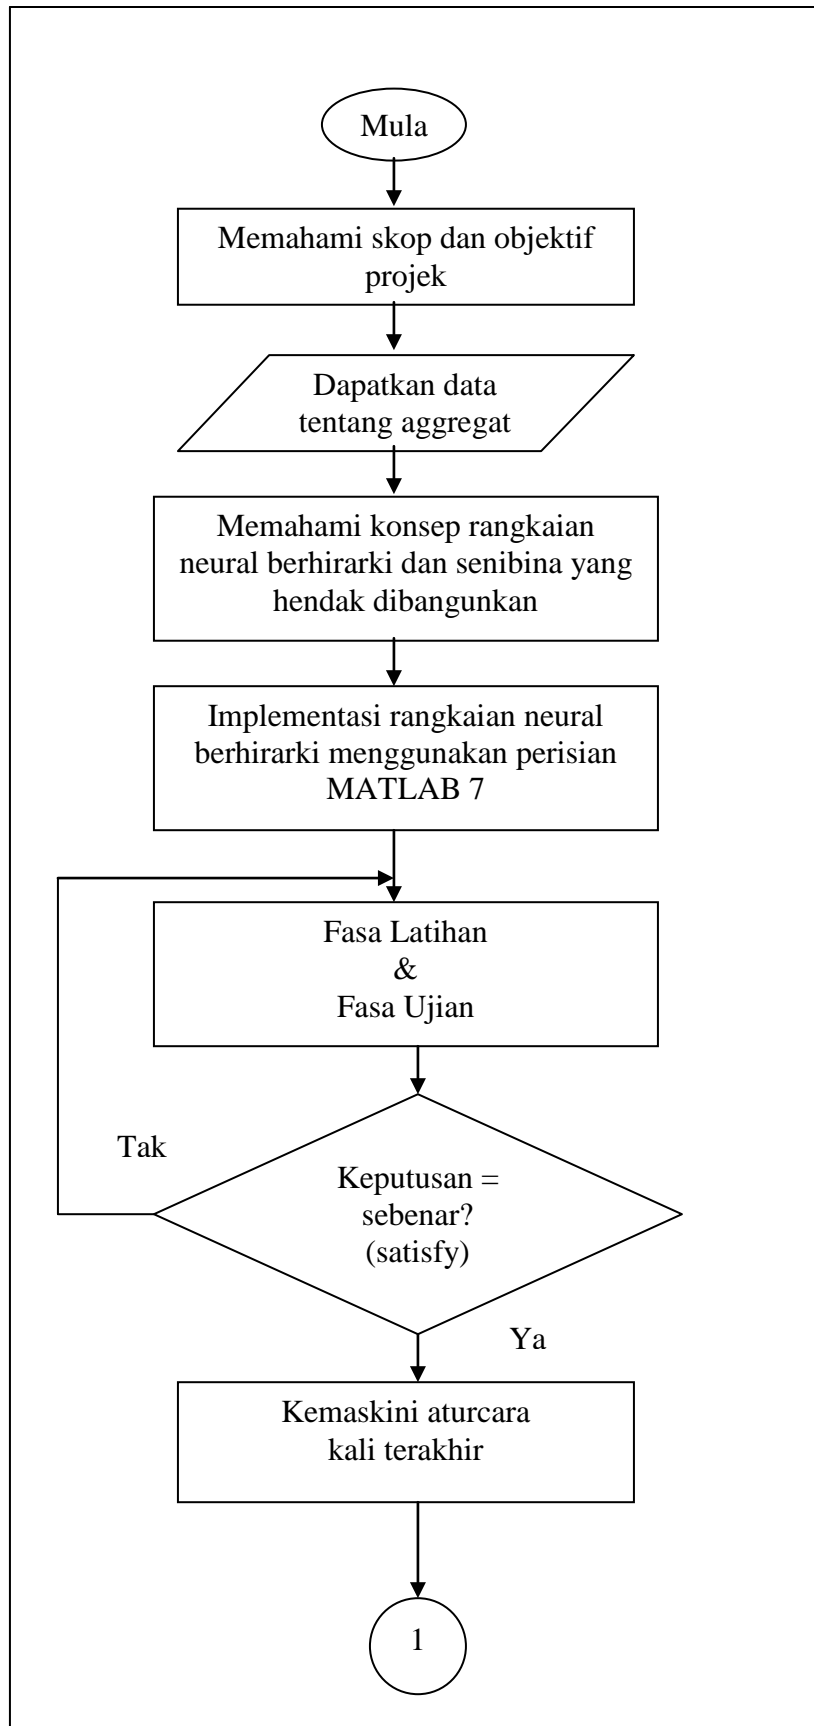 Mula
Memahami skop dan objektif
projek
Dapatkan data
tentang aggregat
Memahami konsep rangkaian
neural berhirarki dan senibina yang
hendak dibangunkan
Implementasi rangkaian neural
berhirarki menggunakan perisian
MATLAB 7
Fasa Latihan
&
Fasa Ujian
Tak
Keputusan =
sebenar?
(satisfy)
Ya
Kemaskini aturcara
kali terakhir
1